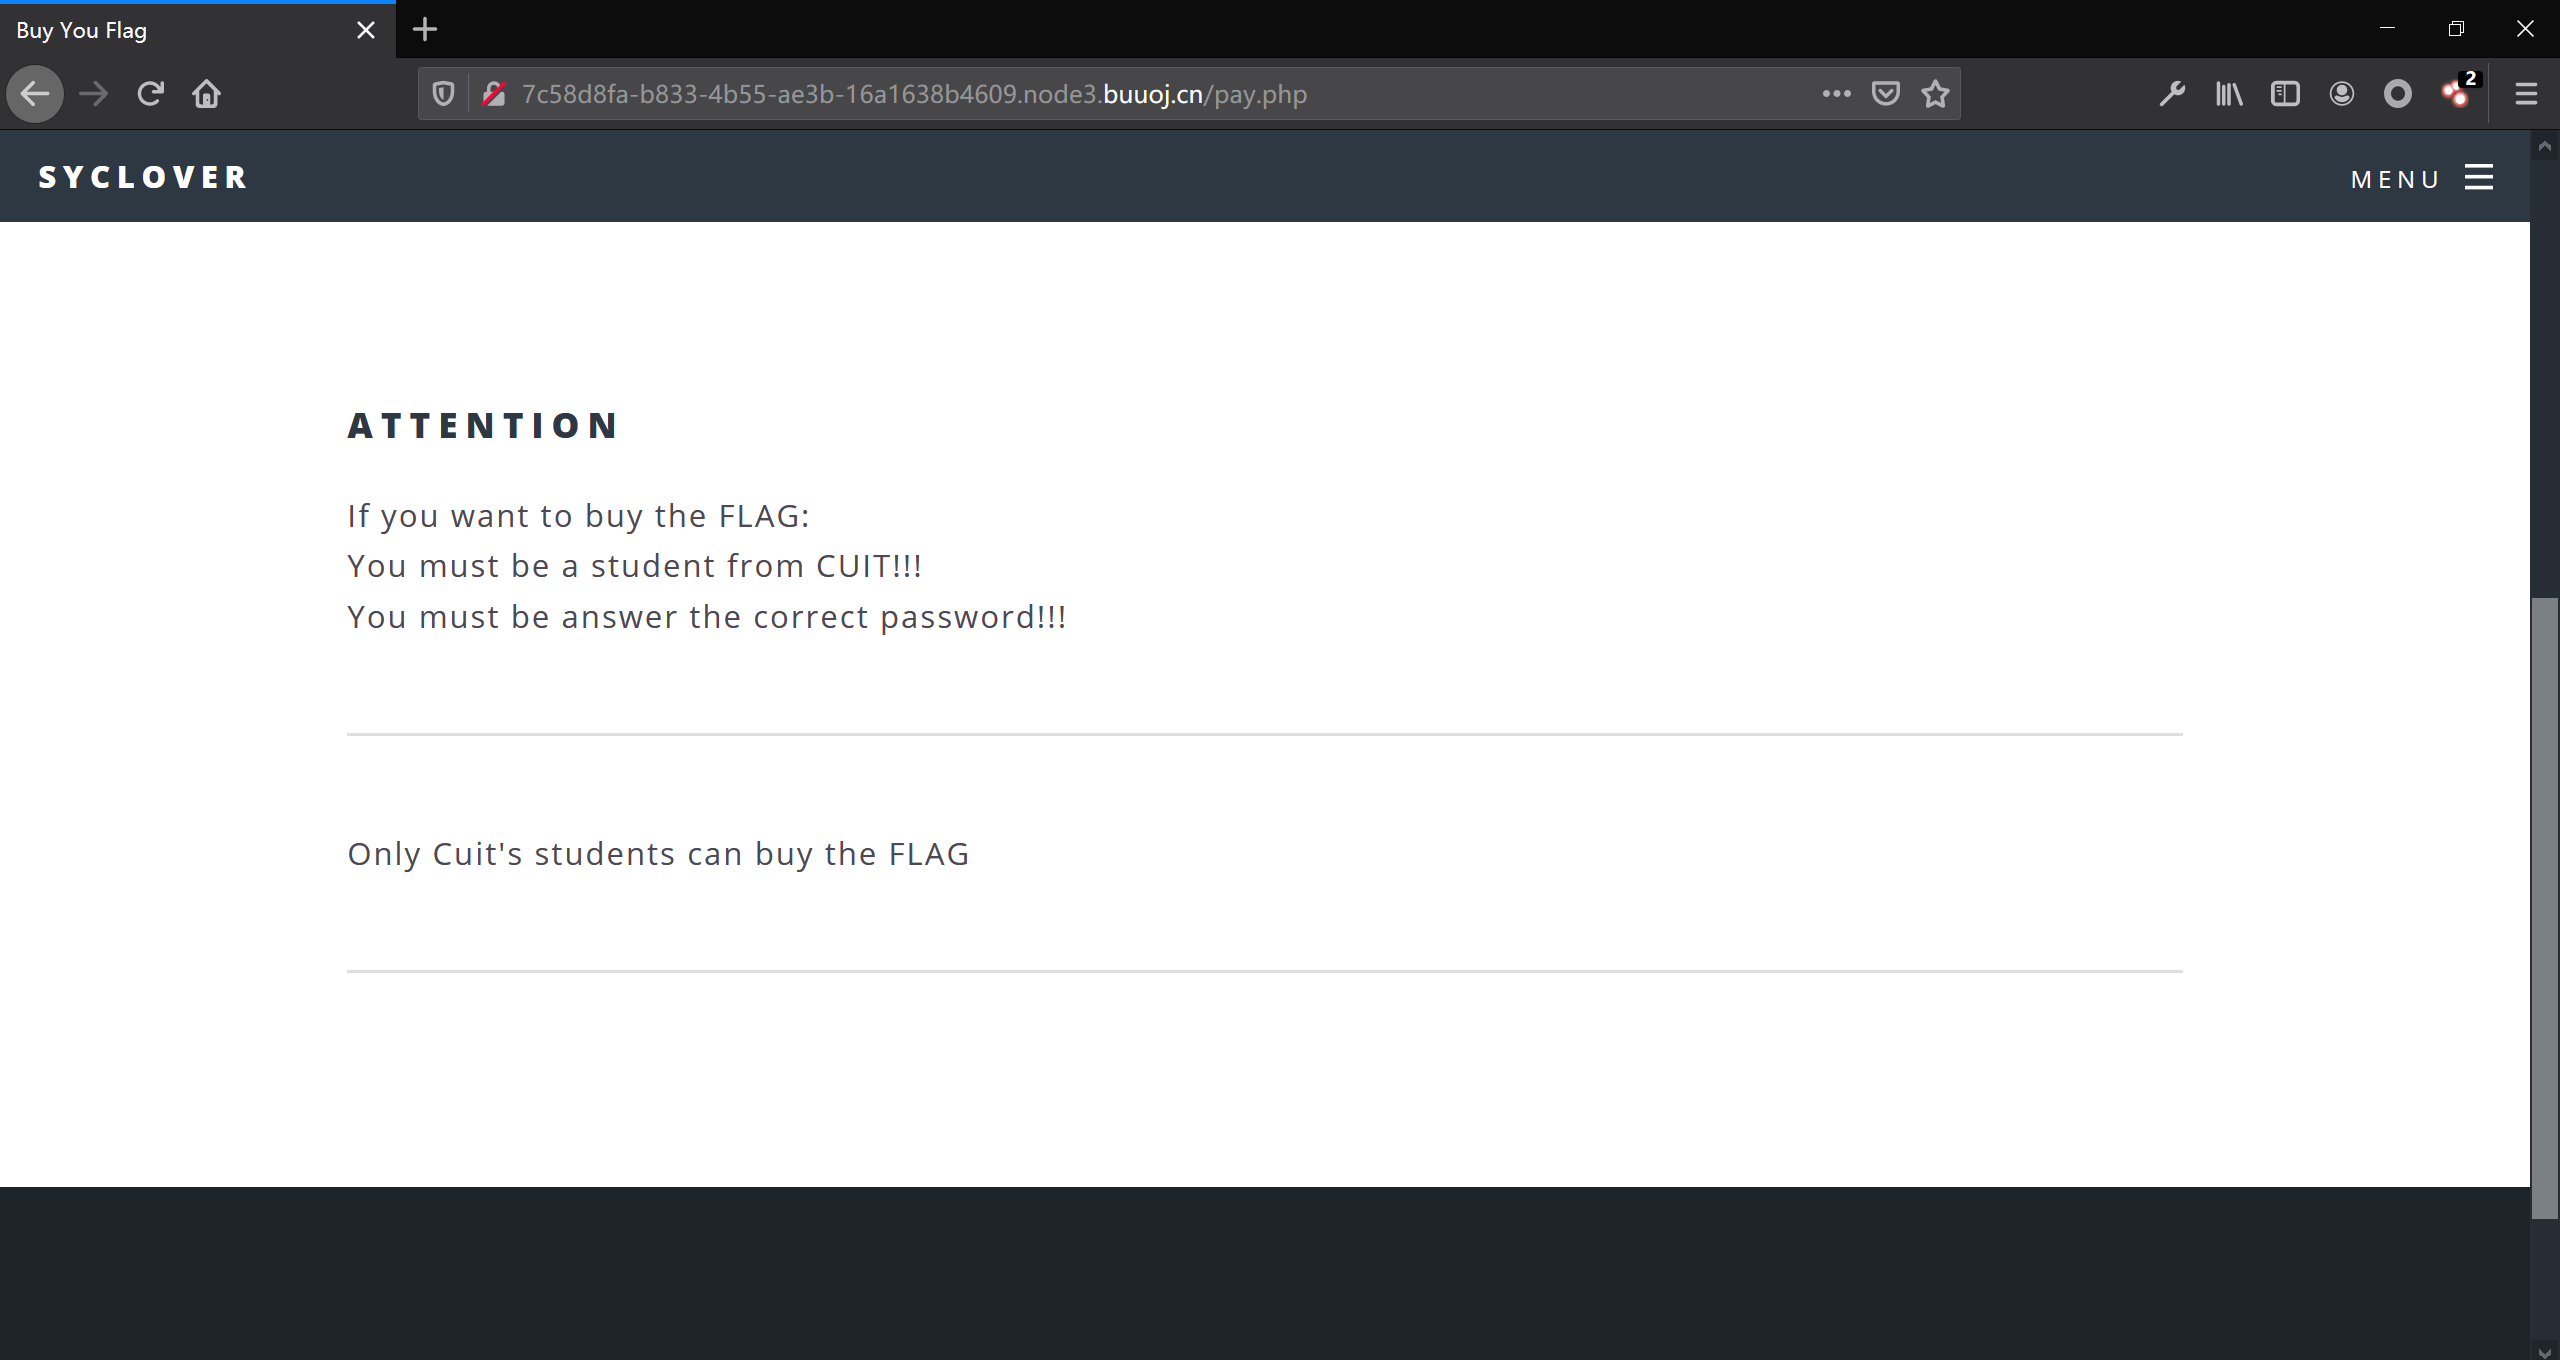 Buy You Flag
7c58d8fa-b833-4b55-ae3b-16a1638b4609.node3.buuoj.cn/pay.php
2
SYCLOVER
MENU
ATTENTION
If you want to buy the FLAG:
You must be a student from CUIT!!!
You must be answer the correct password!!!
Only Cuit's students can buy the FLAG